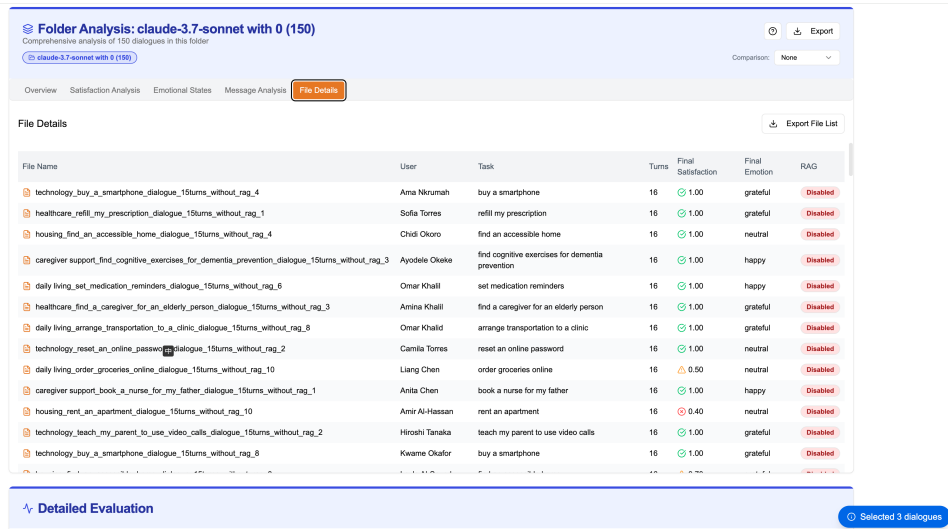 Folder Analysis: claude-3.7-sonnet with 0 (150)
Comprehensive analysis of 150 dialogues in this folder
claude-3.7-sonnet with 0 (150)
Export
Comparison: None
Overview Satisfaction Analysis Emotional States Message Analysis File Details
File Details
Export File List
File Name User Task Turns Final Satisfaction Final Emotion RAG
technology_buy_a_smartphone_dialogue_15turns_without_rag_4 Ama Nkrumah buy a smartphone 16 1.00 grateful Disabled
healthcare_refill_my_prescription_dialogue_15turns_without_rag_1 Sofia Torres refill my prescription 16 1.00 grateful Disabled
housing_find_an_accessible_home_dialogue_15turns_without_rag_4 Chidi Okoro find an accessible home 16 1.00 neutral Disabled
caregiver support_find_cognitive_exercises_for_dementia_prevention_dialogue_15turns_without_rag_3 Ayodele Okeke find cognitive exercises for dementia prevention 16 1.00 happy Disabled
daily living_set_medication_reminders_dialogue_15turns_without_rag_6 Omar Khalil set medication reminders 16 1.00 happy Disabled
healthcare_find_a_caregiver_for_an_elderly_person_dialogue_15turns_without_rag_3 Amina Khalil find a caregiver for an elderly person 16 1.00 grateful Disabled
daily living_arrange_transportation_to_a_clinic_dialogue_15turns_without_rag_8 Omar Khalid arrange transportation to a clinic 16 1.00 grateful Disabled
technology_reset_an_online_password_dialogue_15turns_without_rag_2 Camila Torres reset an online password 16 1.00 neutral Disabled
daily living_order_groceries_online_dialogue_15turns_without_rag_10 Liang Chen order groceries online 16 0.50 neutral Disabled
caregiver support_book_a_nurse_for_my_father_dialogue_15turns_without_rag_1 Anita Chen book a nurse for my father 16 1.00 happy Disabled
housing_rent_an_apartment_dialogue_15turns_without_rag_10 Amir Al-Hassan rent an apartment 16 0.40 neutral Disabled
technology_teach_my_parent_to_use_video_calls_dialogue_15turns_without_rag_2 Hiroshi Tanaka teach my parent to use video calls 16 1.00 grateful Disabled
technology_buy_a_smartphone_dialogue_15turns_without_rag_8 Kwame Okafor buy a smartphone 16 1.00 grateful Disabled
Detailed Evaluation
Selected 3 dialogues